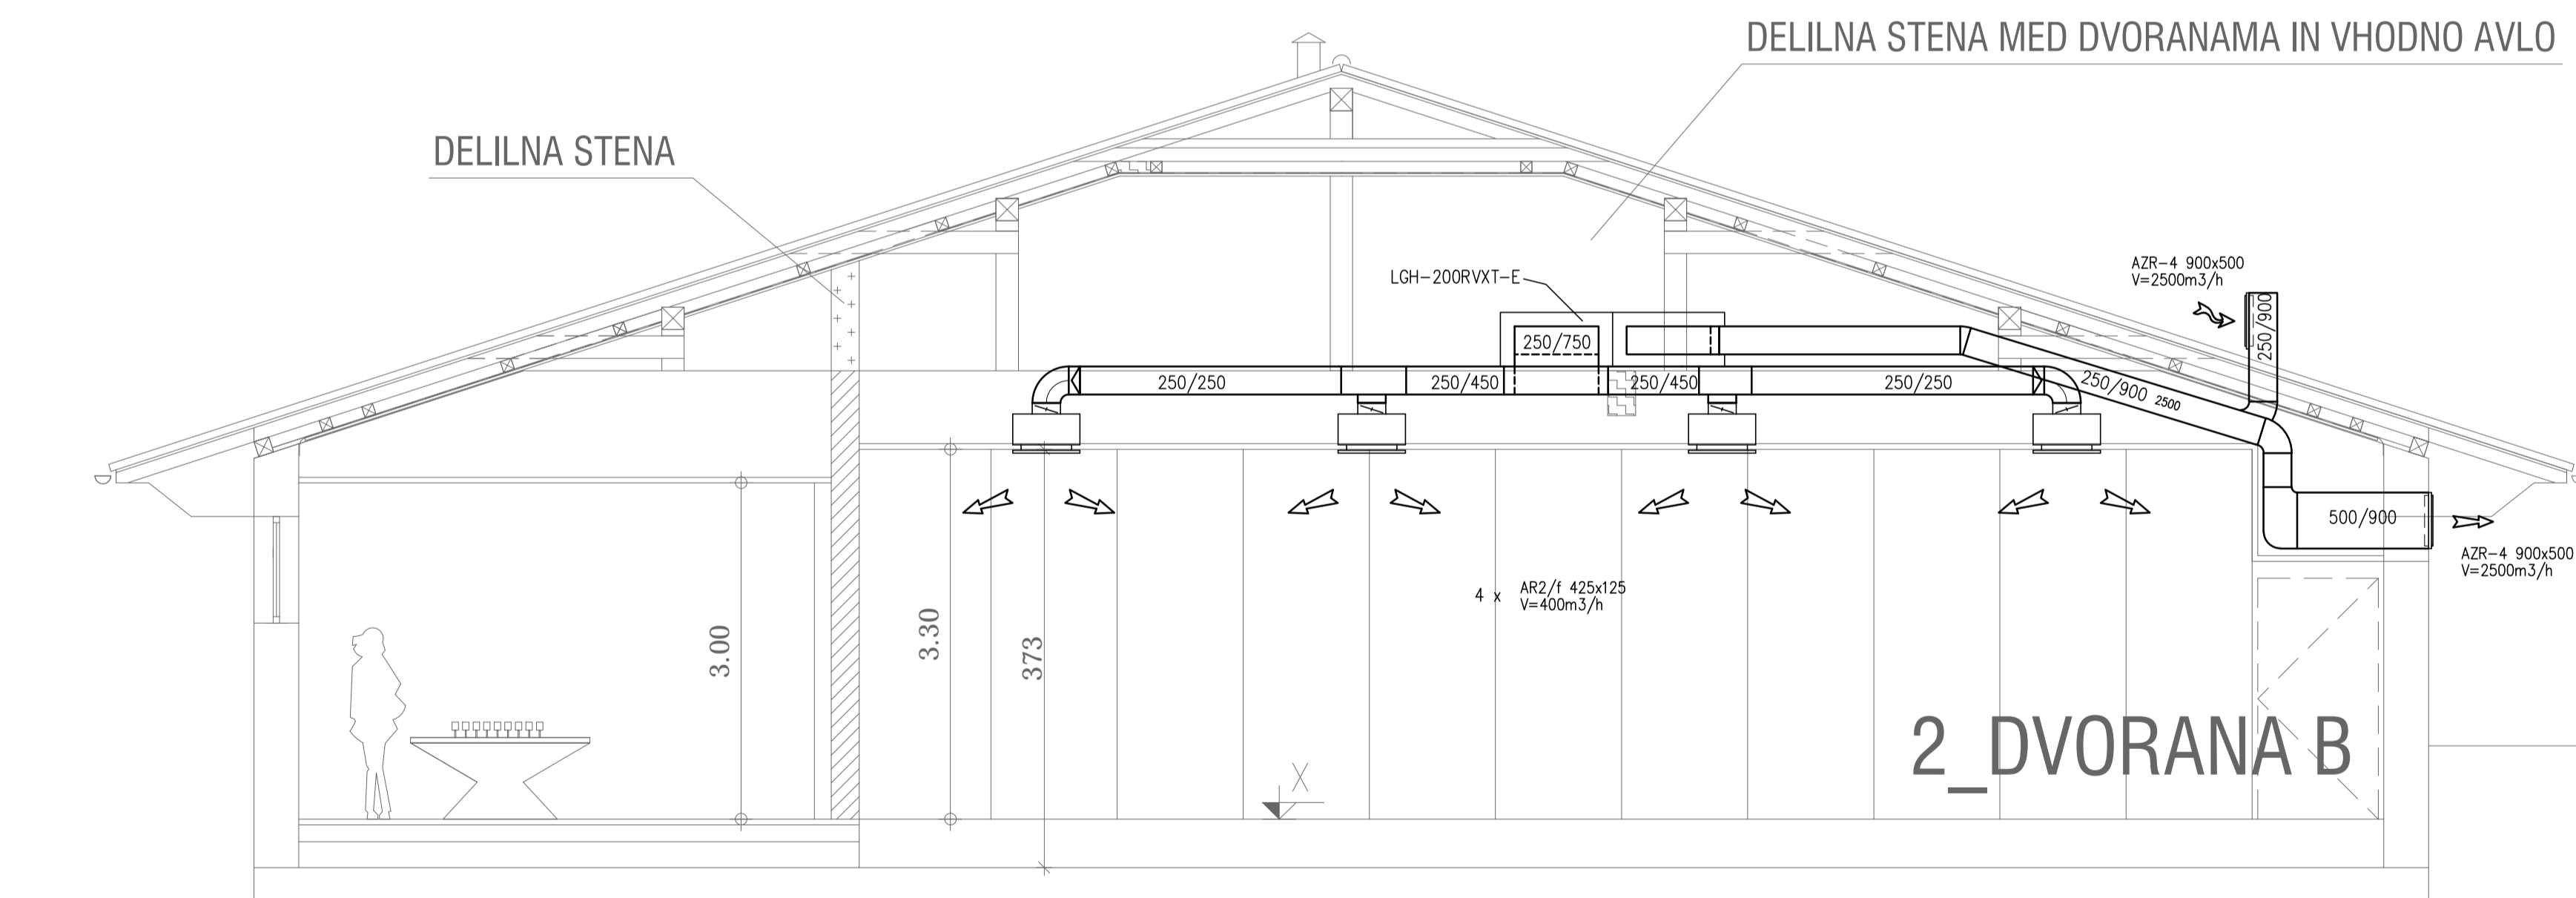 DELILNA STENA MED DVORANAMA IN VHODNO AVLO
DELILNA STENA
AZR-4 900x500
V=2500m3/h
LGH-200RVXT-E
250/900
250/750
250/250
250/450
250/450
250/250
250/900 2500
500/900
AZR-4 900x500
V=2500m3/h
4 x AR2/f 425x125
V=400m3/h
3.00
3.30
373
X
2_DVORANA B